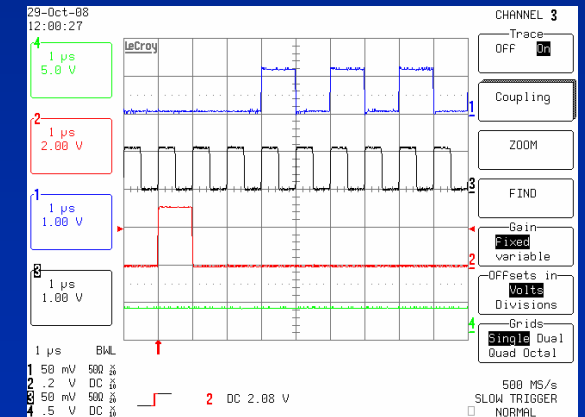 29-Oct-08
12:00:27
4
1 µs
5.0 V
2
1 µs
2.00 V
1
1 µs
1.00 V
3
1 µs
1.00 V
LeCroy
1
3
2
4
CHANNEL 3
Trace
OFF On
Coupling
ZOOM
FIND
Gain
Fixed
variable
Offsets in
Volts
Divisions
Grids
Single Dual
Quad Octal
1 µs BWL
1 50 mV 50Ω
2 .2 V DC
3 50 mV 50Ω
4 .5 V DC
2 DC 2.08 V
500 MS/s
SLOW TRIGGER
NORMAL